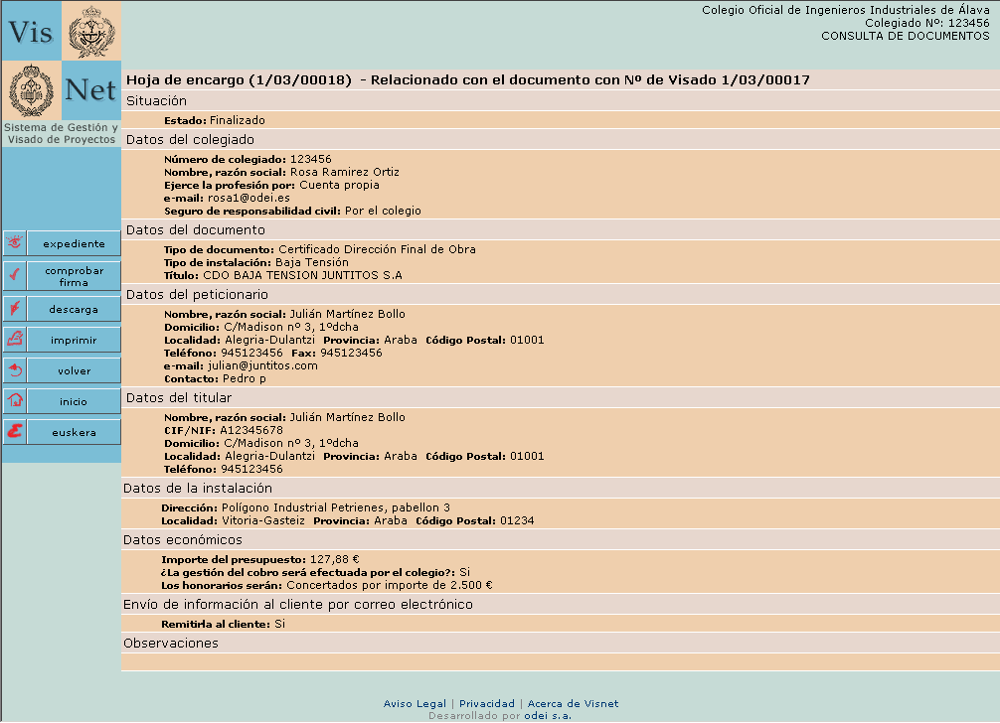 Vis
Net
Sistema de Gestión y
Visado de Proyectos
Colegio Oficial de Ingenieros Industriales de Álava
Colegiado Nº: 123456
CONSULTA DE DOCUMENTOS
expediente
comprobar
firma
descarga
imprimir
volver
inicio
euskera
Hoja de encargo (1/03/00018) - Relacionado con el documento con Nº de Visado 1/03/00017
Situación
Estado: Finalizado
Datos del colegiado
Número de colegiado: 123456
Nombre, razón social: Rosa Ramirez Ortiz
Ejerce la profesión por: Cuenta propia
e-mail: rosa1@odei.es
Seguro de responsabilidad civil: Por el colegio
Datos del documento
Tipo de documento: Certificado Dirección Final de Obra
Tipo de instalación: Baja Tensión
Título: CDO BAJA TENSION JUNTITOS S.A
Datos del peticionario
Nombre, razón social: Julián Martínez Bollo
Domicilio: C/Madison nº 3, 1ºdcha
Localidad: Alegria-Dulantzi Provincia: Araba Código Postal: 01001
Teléfono: 945123456 Fax: 945123456
e-mail: julian@juntitos.com
Contacto: Pedro p
Datos del titular
Nombre, razón social: Julián Martínez Bollo
CIF/NIF: A12345678
Domicilio: C/Madison nº 3, 1ºdcha
Localidad: Alegria-Dulantzi Provincia: Araba Código Postal: 01001
Teléfono: 945123456
Datos de la instalación
Dirección: Polígono Industrial Petrienes, pabellon 3
Localidad: Vitoria-Gasteiz Provincia: Araba Código Postal: 01234
Datos económicos
Importe del presupuesto: 127,88 €
¿La gestión del cobro será efectuada por el colegio?: Si
Los honorarios serán: Concertados por importe de 2.500 €
Envío de información al cliente por correo electrónico
Remitirla al cliente: Si
Observaciones
Aviso Legal | Privacidad | Acerca de Visnet
Desarrollado por odei s.a.